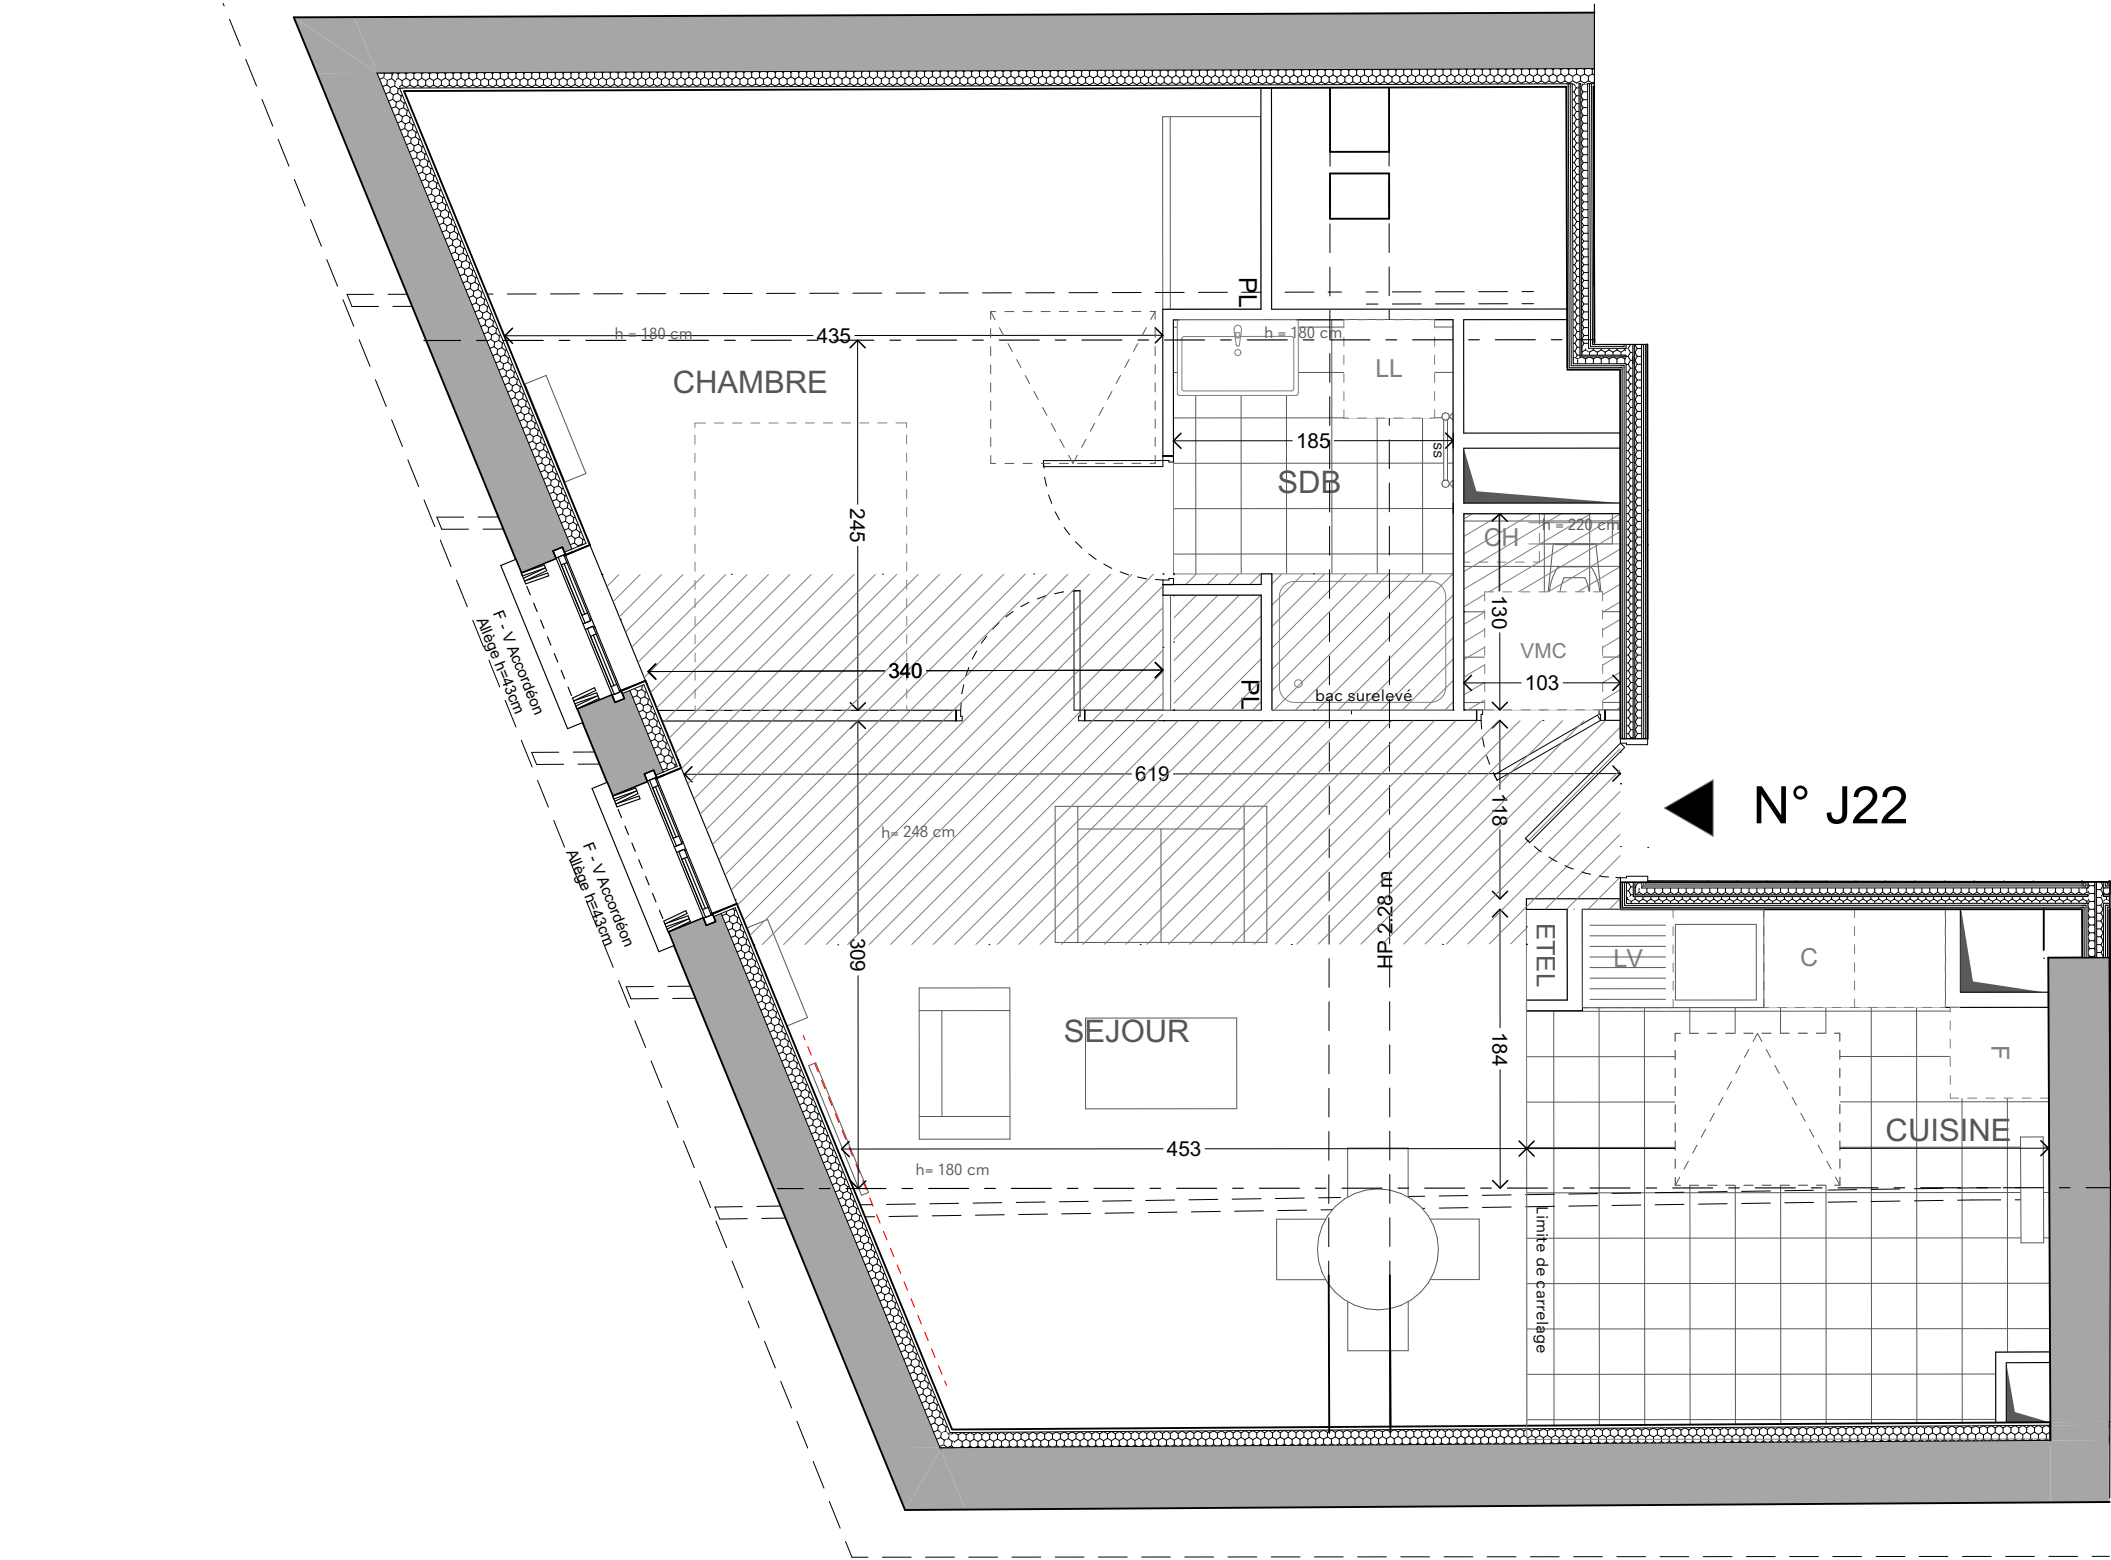 PL
h = 180 cm
435
h = 180 cm
CHAMBRE
LL
185
ss
SDB
245
h = 220 cm
CH
130
F - V Accordéon
Allège h=43cm
VMC
340
PL
bac surelevé
103
619
N° J22
118
h= 248 cm
F - V Accordéon
Allège h=43cm
HP 2.28 m
309
ETEL
LV
C
SEJOUR
184
F
CUISINE
453
h= 180 cm
Limite de carrelage